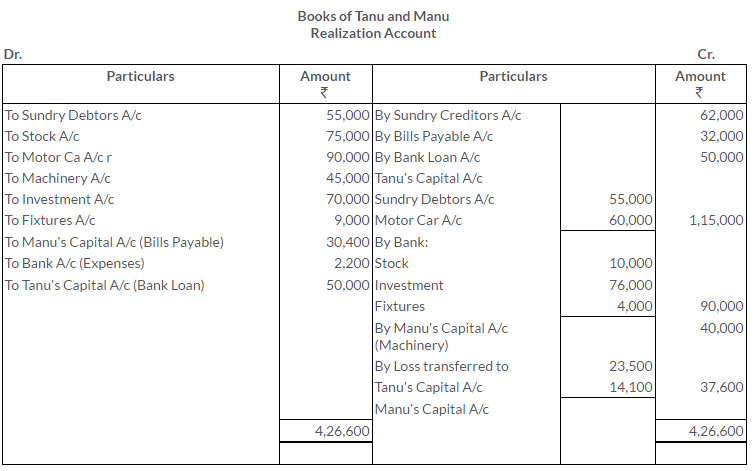 Books of Tanu and Manu
Realization Account
Dr. Cr.
Particulars Amount ₹ Particulars Amount ₹
To Sundry Debtors A/c 55,000 By Sundry Creditors A/c 62,000
To Stock A/c 75,000 By Bills Payable A/c 32,000
To Motor Ca A/c r 90,000 By Bank Loan A/c 50,000
To Machinery A/c 45,000 Tanu's Capital A/c
To Investment A/c 70,000 Sundry Debtors A/c 55,000
To Fixtures A/c 9,000 Motor Car A/c 60,000 1,15,000
To Manu's Capital A/c (Bills Payable) 30,400 By Bank:
To Bank A/c (Expenses) 2,200 Stock 10,000
To Tanu's Capital A/c (Bank Loan) 50,000 Investment 76,000
Fixtures 4,000 90,000
By Manu's Capital A/c 40,000
(Machinery)
By Loss transferred to 23,500
Tanu's Capital A/c 14,100 37,600
Manu's Capital A/c
4,26,600 4,26,600